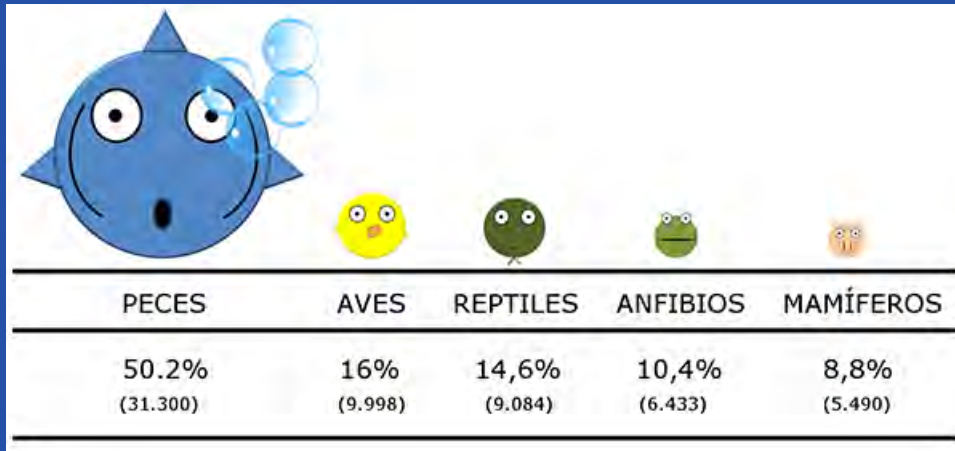 PECES AVES REPTILES ANFIBIOS MAMÍFEROS
50.2% 16% 14,6% 10,4% 8,8%
(31.300) (9.998) (9.084) (6.433) (5.490)